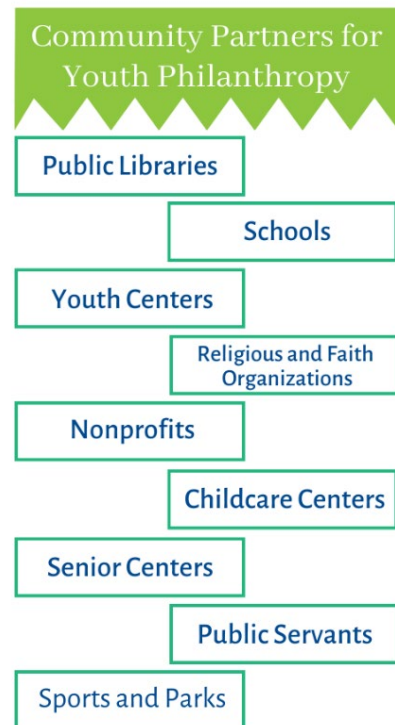 Community Partners for
Youth Philanthropy
Public Libraries
Schools
Youth Centers
Religious and Faith
Organizations
Nonprofits
Childcare Centers
Senior Centers
Public Servants
Sports and Parks